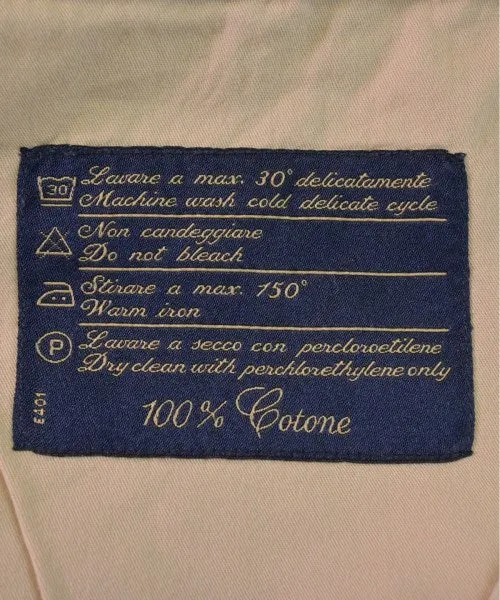 30
Lavare a max. 30° delicatamente
Machine wash cold delicate cycle
Non candeggiare
Do not bleach
Stirare a max. 150°
Warm iron
P
Lavare a secco con percloroetilene
Dry clean with perchlorethylene only
100% Cotone
E401